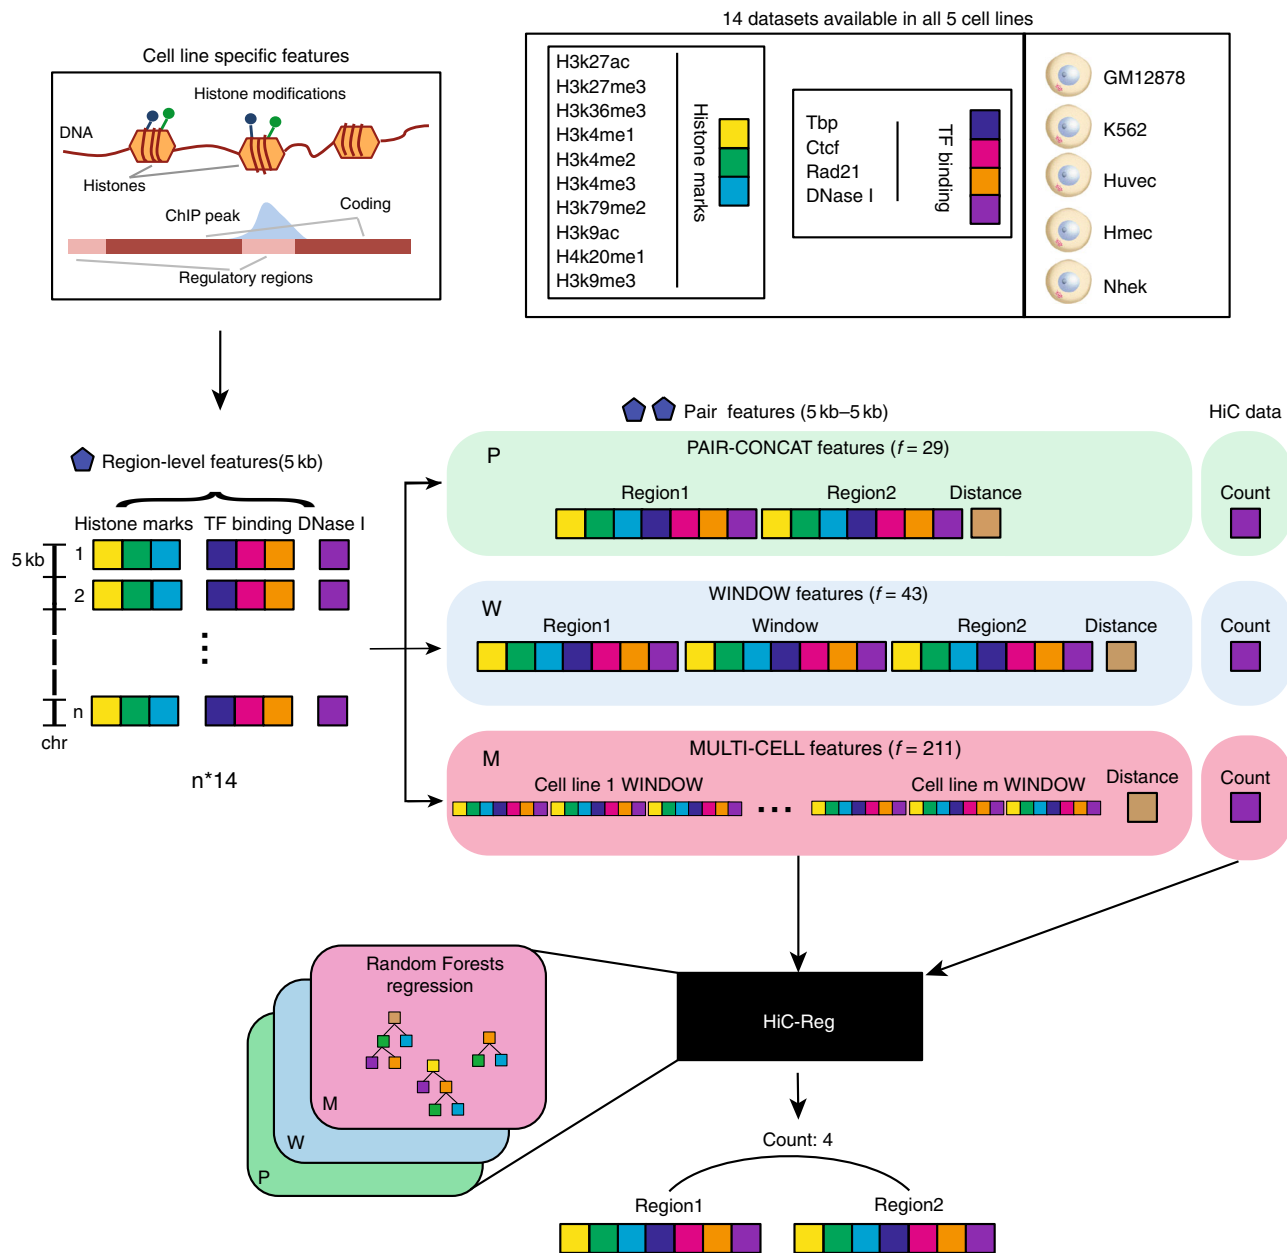 14 datasets available in all 5 cell lines
Cell line specific features
Histone modifications
DNA
Histones
ChIP peak
Coding
Regulatory regions
H3k27ac
H3k27me3
H3k36me3
H3k4me1
H3k4me2
H3k4me3
H3k79me2
H3k9ac
H4k20me1
H3k9me3
Histone marks
Tbp
Ctcf
Rad21
DNase I
TF binding
GM12878
K562
Huvec
Hmec
Nhek
Region-level features(5 kb)
Histone marks TF binding DNase I
5 kb
1
2
n
chr
n*14
Pair features (5 kb–5 kb)
HiC data
P
PAIR-CONCAT features (f = 29)
Region1
Region2
Distance
Count
W
WINDOW features (f = 43)
Region1
Window
Region2
Distance
Count
M
MULTI-CELL features (f = 211)
Cell line 1 WINDOW
Cell line m WINDOW
Distance
Count
Random Forests
regression
M
W
P
HiC-Reg
Count: 4
Region1
Region2